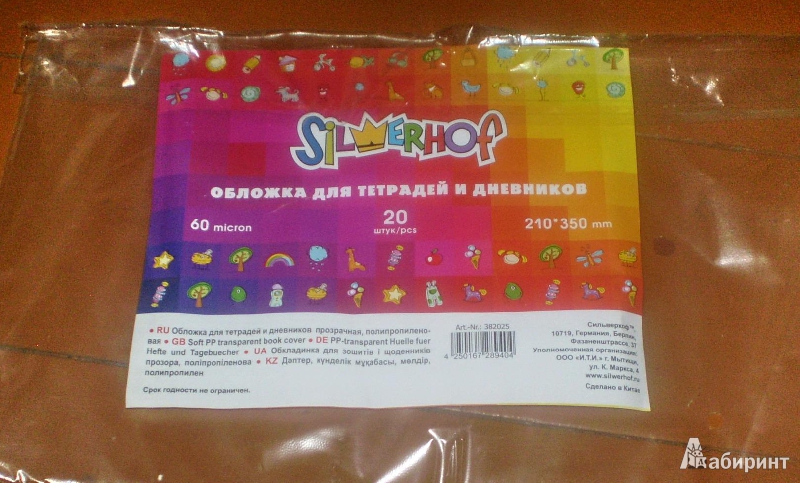 SILWERHOF
ОБЛОЖКА ДЛЯ ТЕТРАДЕЙ И ДНЕВНИКОВ
60 micron
20
штук/pcs
210*350 mm
• RU Обложка для тетрадей и дневников прозрачная, полипропилено-
вая • GB Soft PP transparent book cover • DE PP-transparent Huelle fuer
Hefte und Tagebuecher • UA Обкладинка для зошитів і щоденників
прозора, поліпропіленова • KZ Дәптер, күнделік мұқабасы, мөлдір,
полипропилен
Срок годности не ограничен.
Art.-Nr.: 382025
4 250167 289404
Сильверхоф™,
10719, Германия, Берлин,
Фазаненштрассе, 37
Уполномоченная организация:
ООО «И.Т.И.» г. Мытищи,
ул. К. Маркса, 4
www.silwerhof.ru
Сделано в Китае
Лабиринт